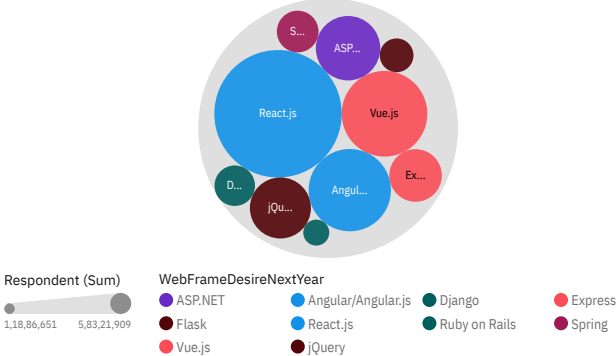 S...
ASP...
React.js
Vue.js
Ex...
Angul...
D...
jQu...
Respondent (Sum)
1,18,86,651 5,83,21,909
WebFrameDesireNextYear
ASP.NET Angular/Angular.js Django Express
Flask React.js Ruby on Rails Spring
Vue.js jQuery